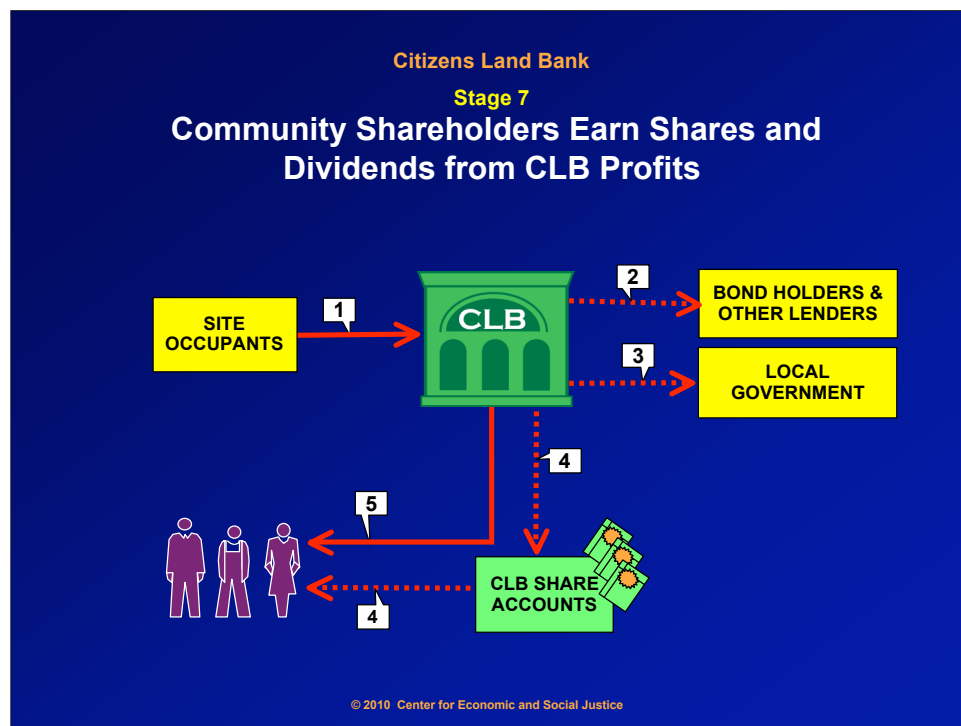 Citizens Land Bank
Stage 7
Community Shareholders Earn Shares and
Dividends from CLB Profits
SITE
OCCUPANTS
1
CLB
2
BOND HOLDERS &
OTHER LENDERS
3
LOCAL
GOVERNMENT
4
5
CLB SHARE
ACCOUNTS
4
© 2010 Center for Economic and Social Justice